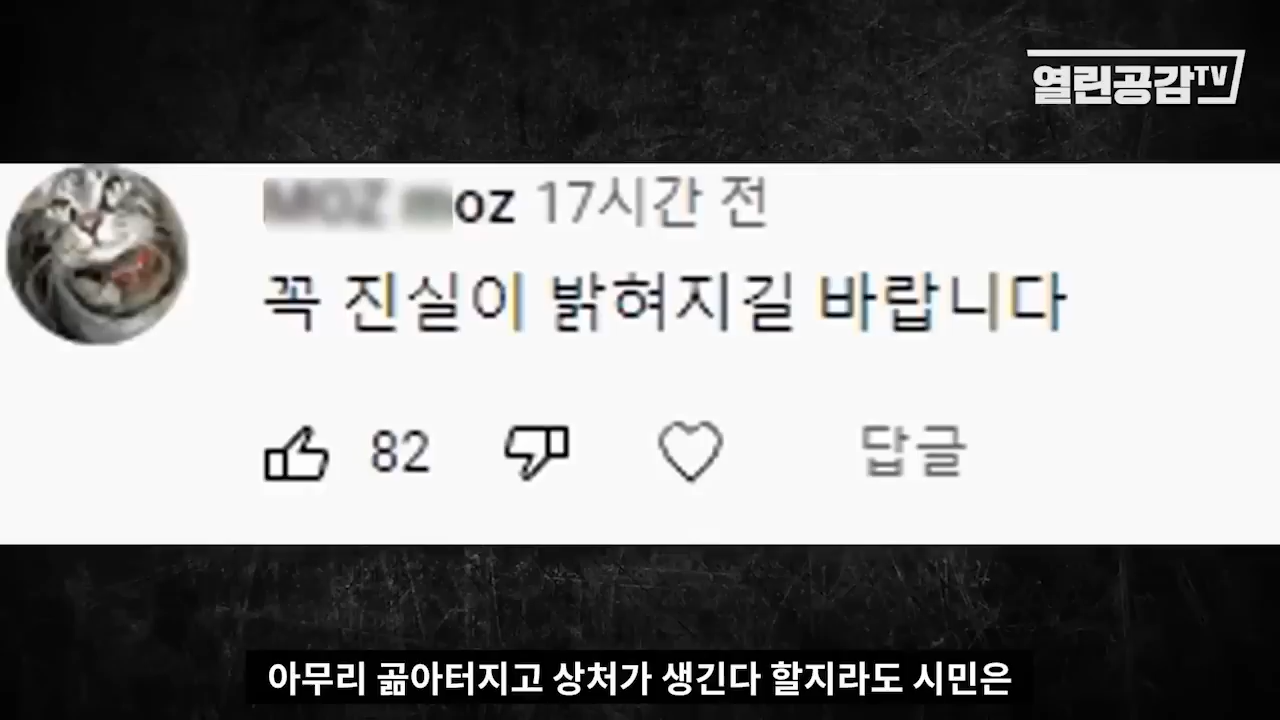 열린공감TV
oz 17시간 전
꼭 진실이 밝혀지길 바랍니다
82 답글
아무리 곪아터지고 상처가 생긴다 할지라도 시민은